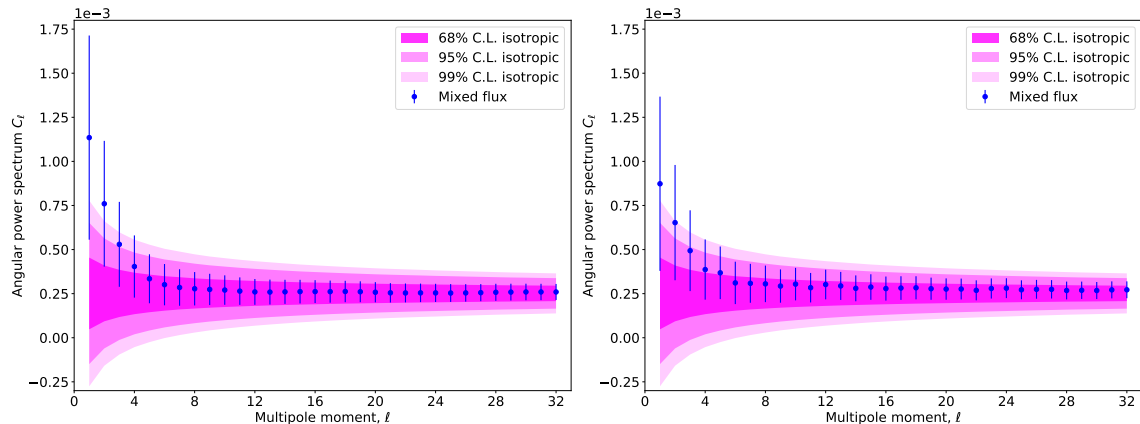 1e−3
Angular power spectrum Cℓ
1.75
1.50
1.25
1.00
0.75
0.50
0.25
0.00
−0.25
68% C.L. isotropic
95% C.L. isotropic
99% C.L. isotropic
Mixed flux
0 4 8 12 16 20 24 28 32
Multipole moment, ℓ
1e−3
Angular power spectrum Cℓ
1.75
1.50
1.25
1.00
0.75
0.50
0.25
0.00
−0.25
68% C.L. isotropic
95% C.L. isotropic
99% C.L. isotropic
Mixed flux
0 4 8 12 16 20 24 28 32
Multipole moment, ℓ